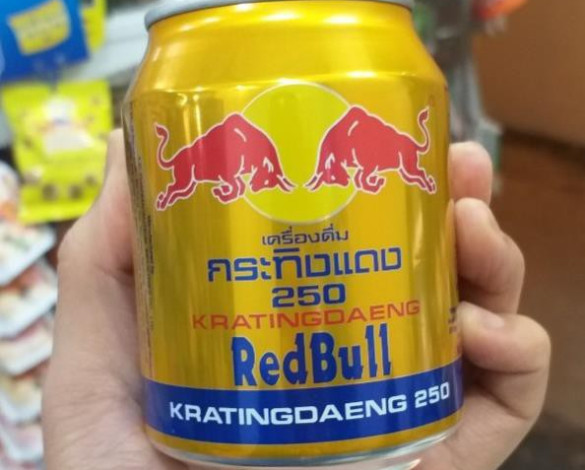 เครื่องดื่ม
กระทิงแดง
250
KRATINGDAENG
RedBull
KRATINGDAENG 250